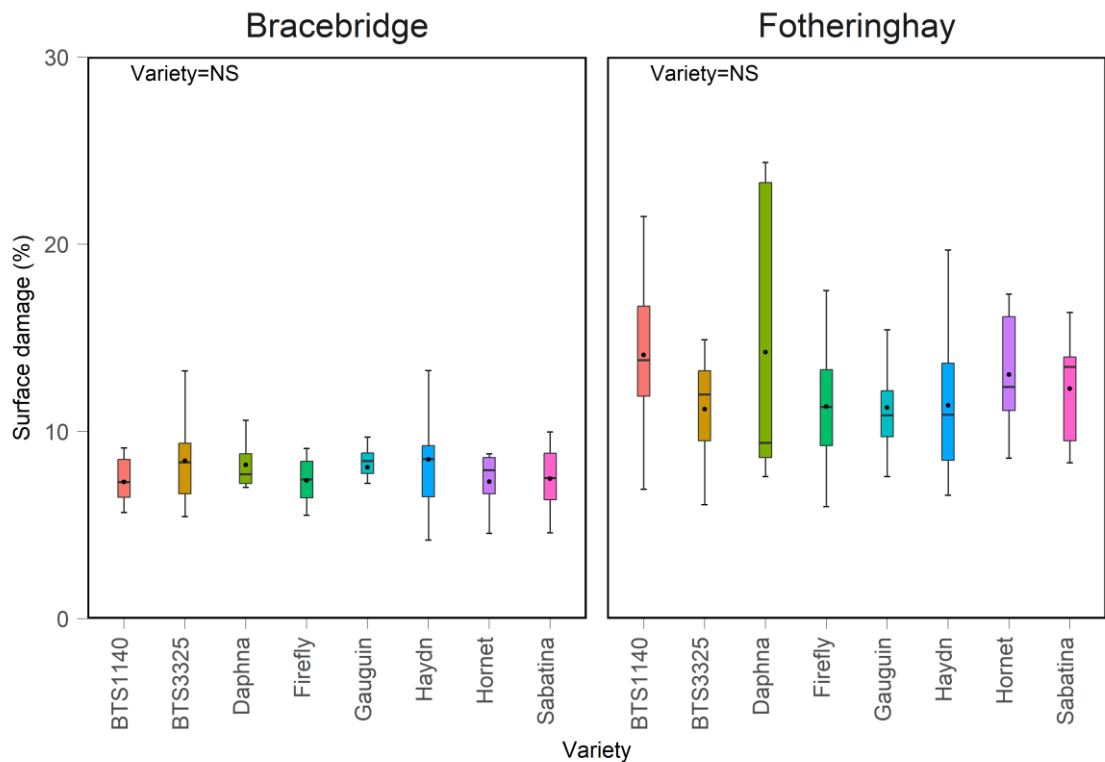 Bracebridge
Fotheringhay
Surface damage (%)
30
20
10
0
Variety=NS
Variety=NS
BTS1140
BTS3325
Daphna
Firefly
Gauguin
Haydn
Hornet
Sabatina
BTS1140
BTS3325
Daphna
Firefly
Gauguin
Haydn
Hornet
Sabatina
Variety